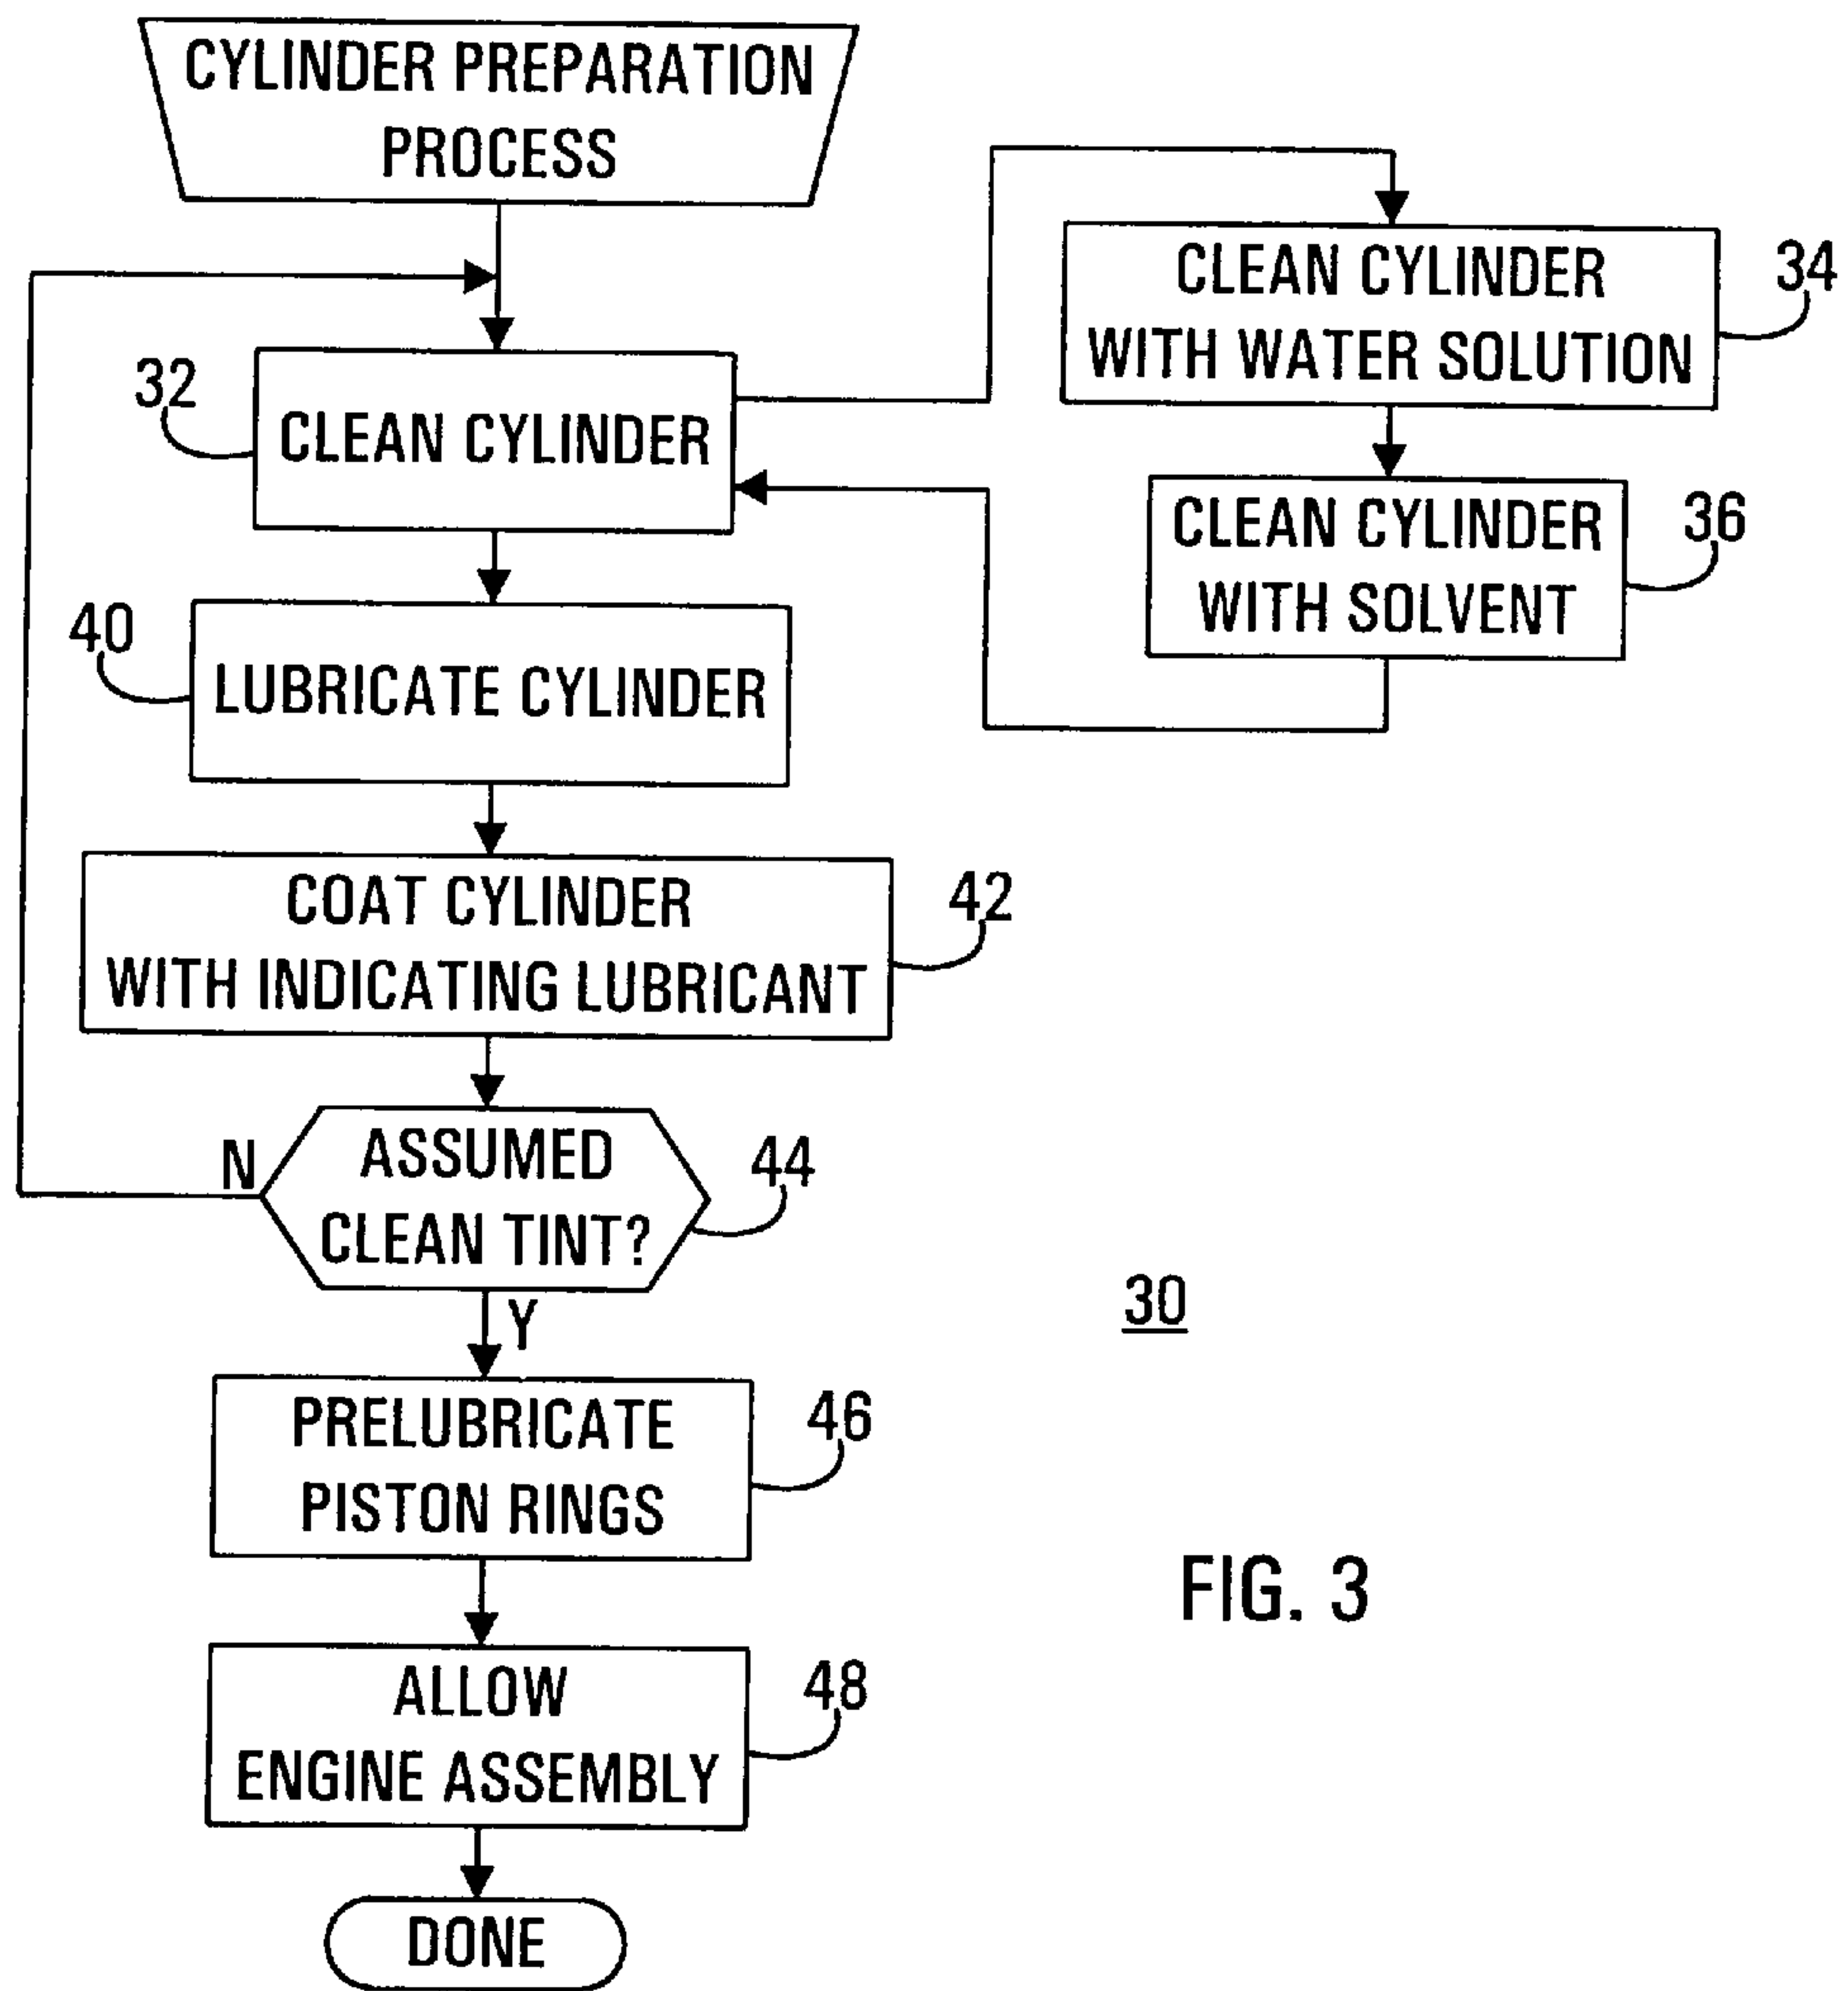 CYLINDER PREPARATION
PROCESS
CLEAN CYLINDER
WITH WATER SOLUTION
34
32
CLEAN CYLINDER
CLEAN CYLINDER
WITH SOLVENT
36
40
LUBRICATE CYLINDER
COAT CYLINDER
WITH INDICATING LUBRICANT
42
N
ASSUMED
CLEAN TINT?
44
Y
30
PRELUBRICATE
PISTON RINGS
46
FIG. 3
ALLOW
ENGINE ASSEMBLY
48
DONE